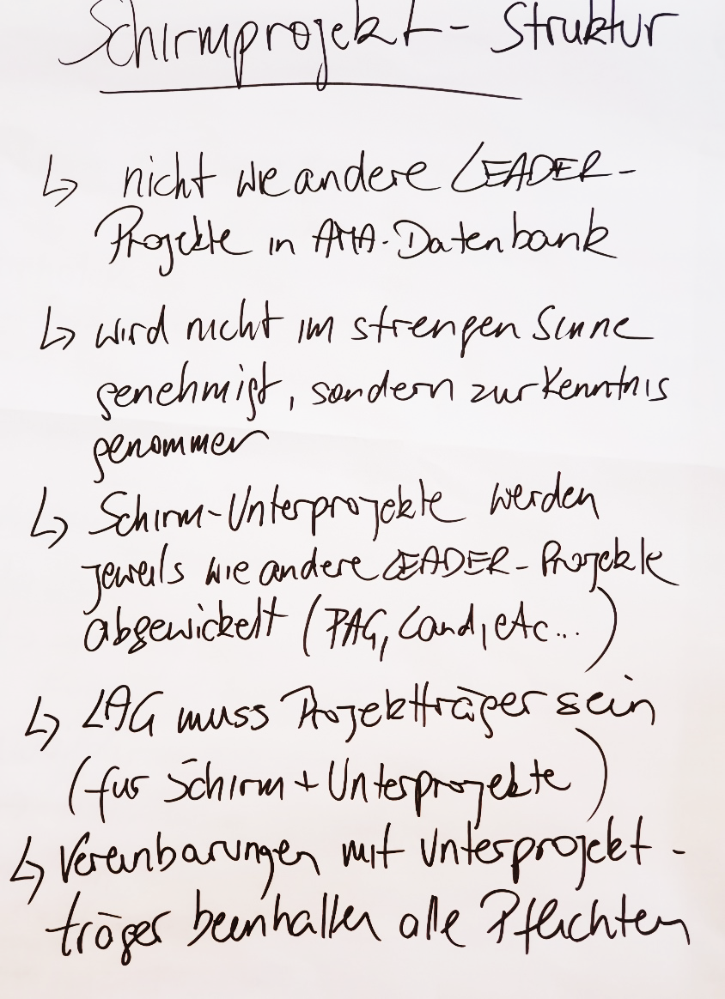 Schirmprojekt - Struktur
↳ nicht wie andere LEADER-
Projekte in AMA-Datenbank
↳ wird nicht im strengen Sinne
genehmigt, sondern zur Kenntnis
genommen
↳ Schirm-Unterprojekte werden
jeweils wie andere LEADER-Projekte
abgewickelt (PAG, Land, etc...)
↳ LAG muss Projektträger sein
(für Schirm + Unterprojekte)
↳ Vereinbarungen mit Unterprojekt-
träger beeinhalten alle Pflichten